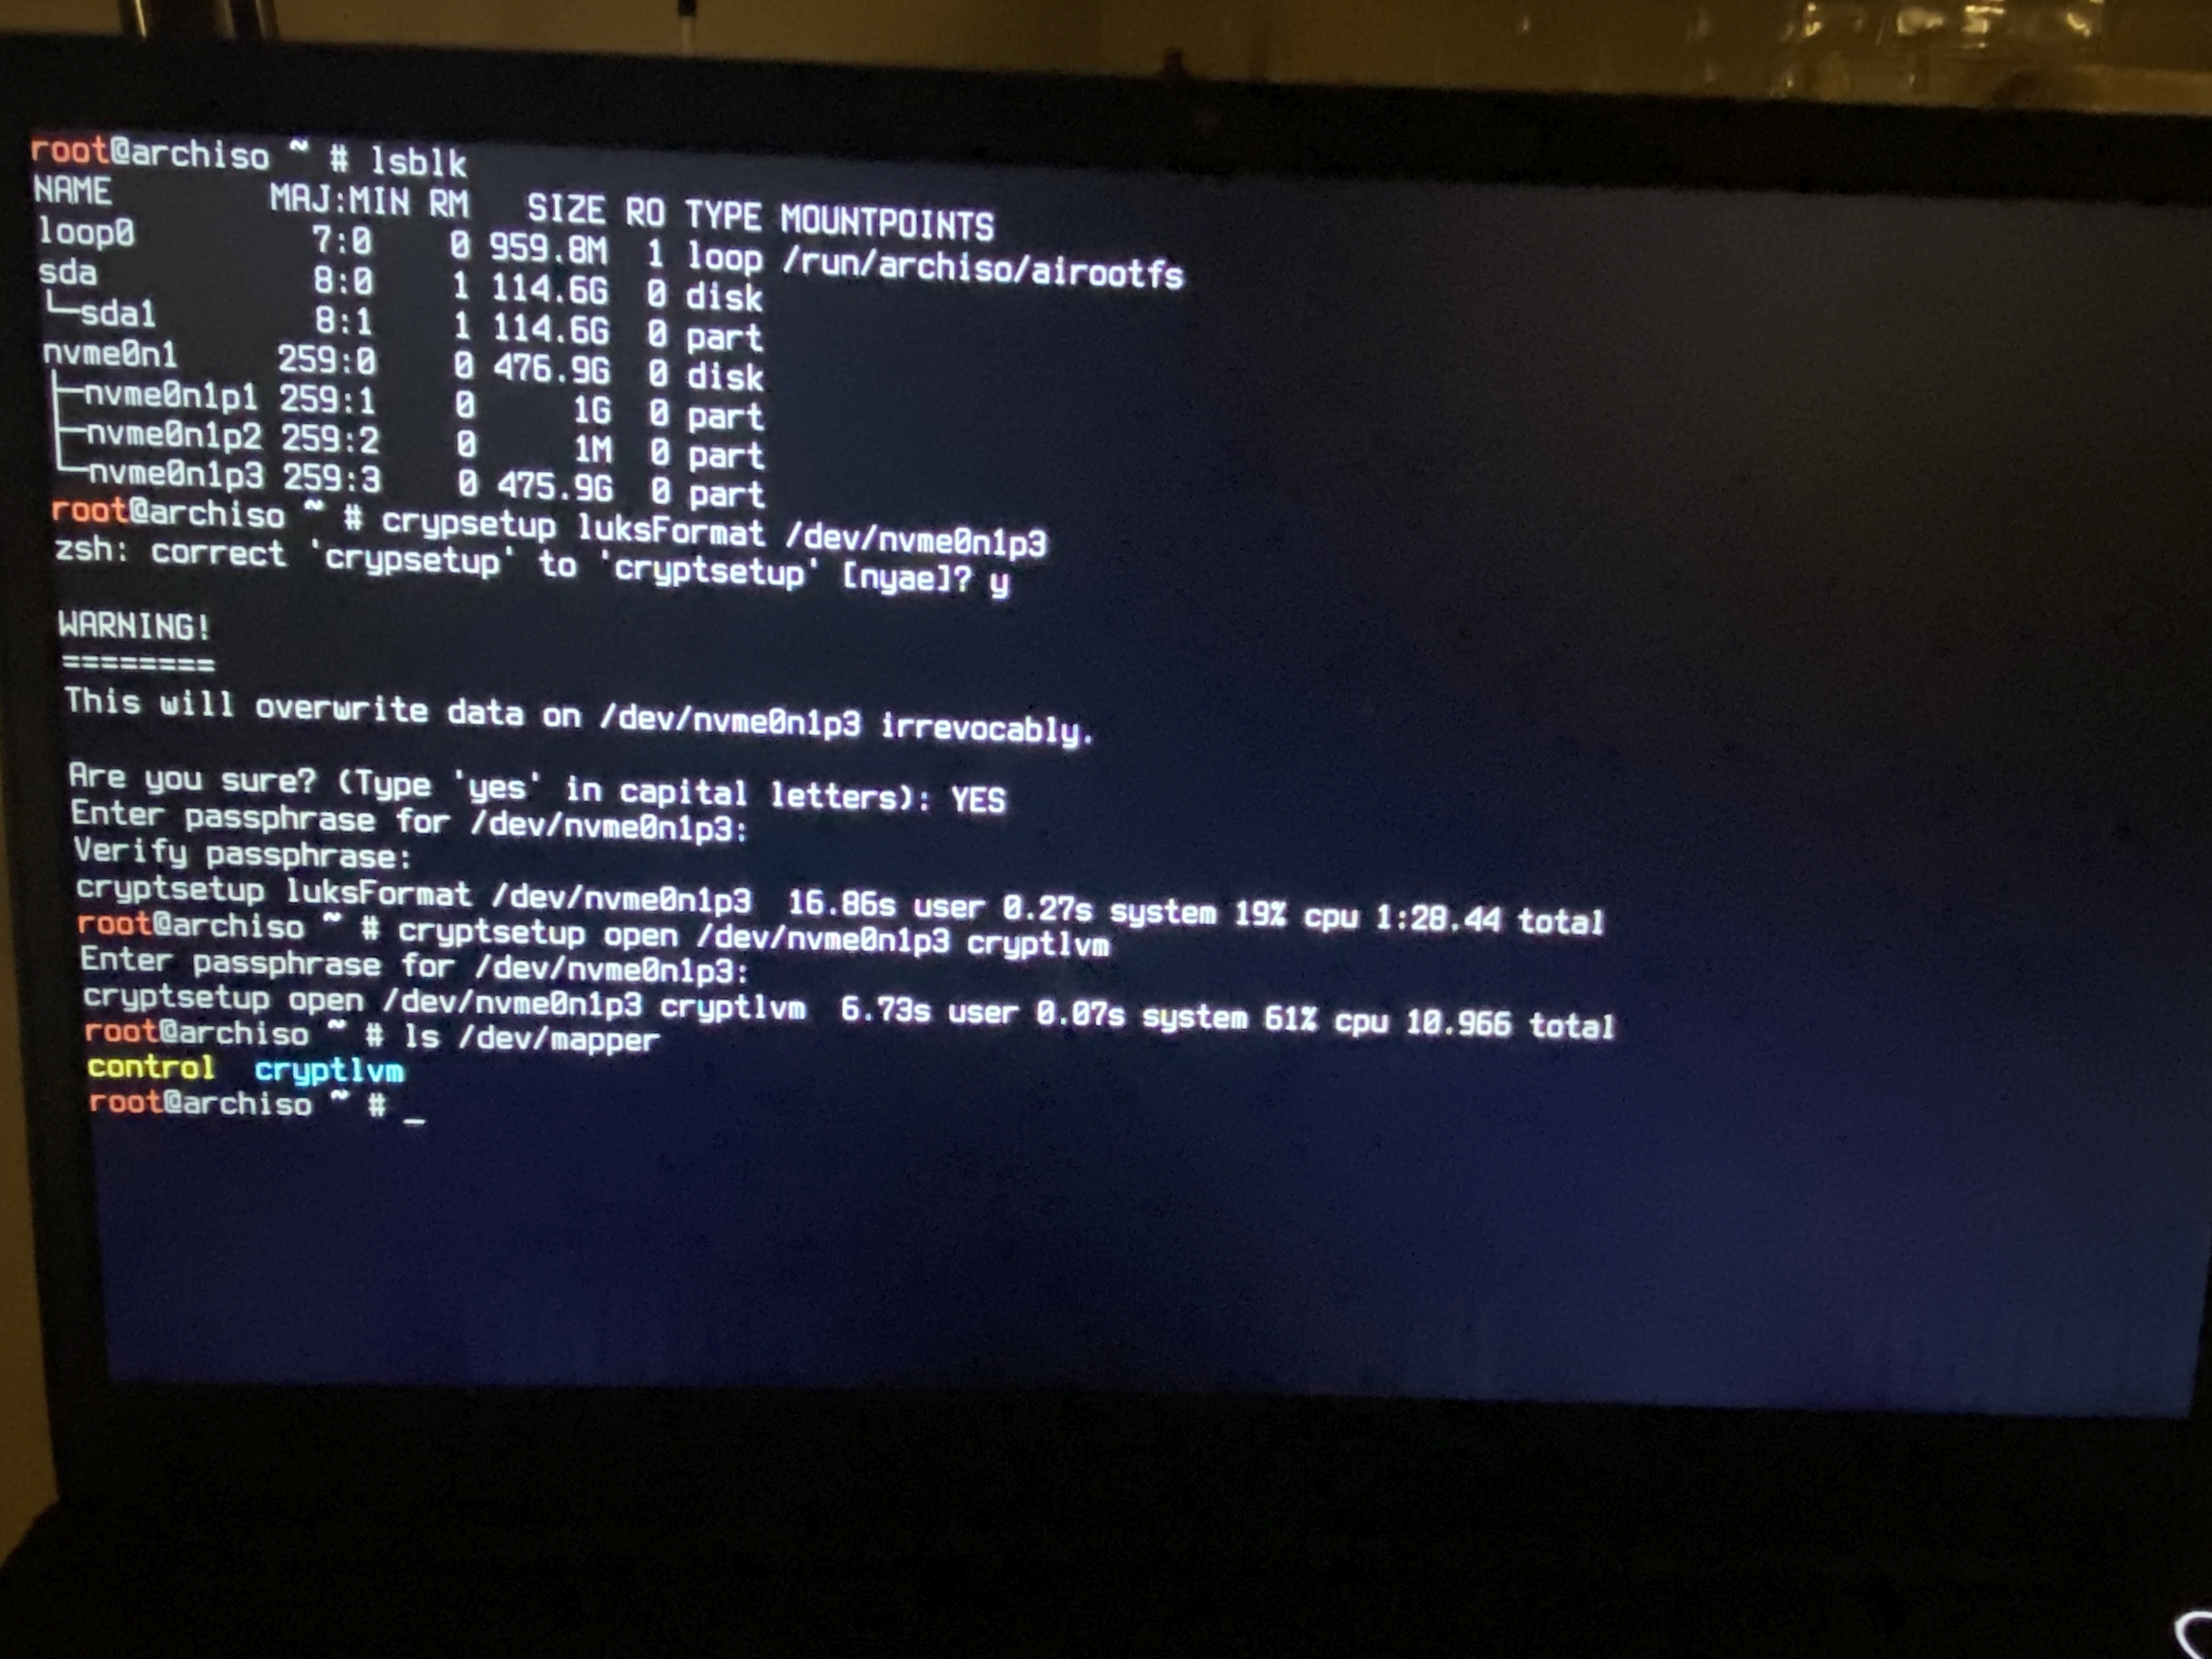 root@archiso ~ # lsblk
NAME        MAJ:MIN RM   SIZE RO TYPE MOUNTPOINTS
loop0         7:0    0 959.8M  1 loop /run/archiso/airootfs
sda           8:0    1 114.6G  0 disk
└─sda1        8:1    1 114.6G  0 part
nvme0n1     259:0    0 476.9G  0 disk
├─nvme0n1p1 259:1    0     1G  0 part
├─nvme0n1p2 259:2    0     1M  0 part
└─nvme0n1p3 259:3    0 475.9G  0 part
root@archiso ~ # crypsetup luksFormat /dev/nvme0n1p3
zsh: correct 'crypsetup' to 'cryptsetup' [nyae]? y
WARNING!
========
This will overwrite data on /dev/nvme0n1p3 irrevocably.
Are you sure? (Type 'yes' in capital letters): YES
Enter passphrase for /dev/nvme0n1p3:
Verify passphrase:
cryptsetup luksFormat /dev/nvme0n1p3  16.86s user 0.27s system 19% cpu 1:28.44 total
root@archiso ~ # cryptsetup open /dev/nvme0n1p3 cryptlvm
Enter passphrase for /dev/nvme0n1p3:
cryptsetup open /dev/nvme0n1p3 cryptlvm  6.73s user 0.07s system 61% cpu 10.966 total
root@archiso ~ # ls /dev/mapper
control  cryptlvm
root@archiso ~ # _